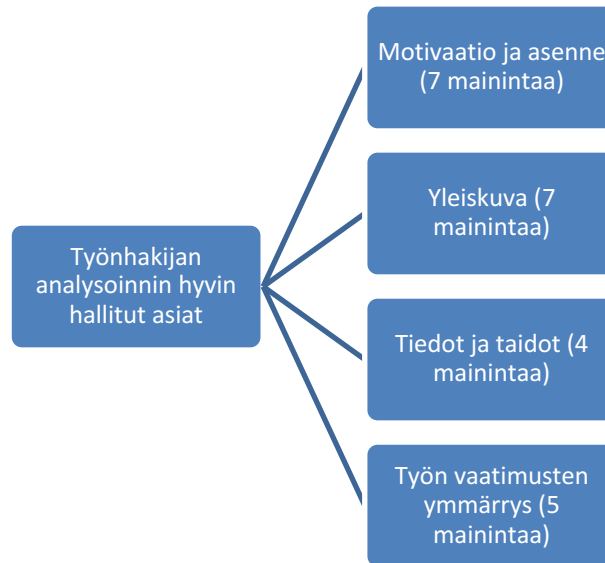 Motivaatio ja asenne
(7 mainintaa)
Yleiskuva (7
mainintaa)
Työnhakijan
analysoinnin hyvin
hallitut asiat
Tiedot ja taidot (4
mainintaa)
Työn vaatimusten
ymmärrys (5
mainintaa)